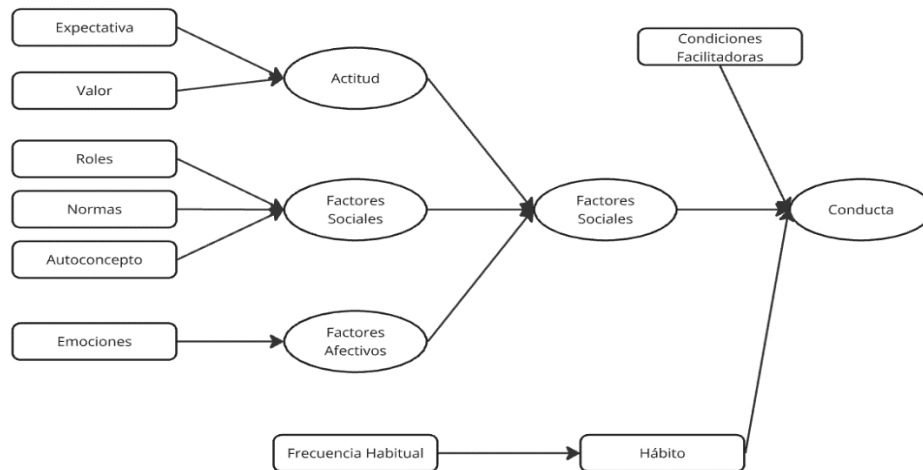 Expectativa
Valor
Actitud
Condiciones
Facilitadoras
Roles
Normas
Autoconcepto
Factores
Sociales
Factores
Sociales
Conducta
Emociones
Factores
Afectivos
Frecuencia Habitual
Hábito